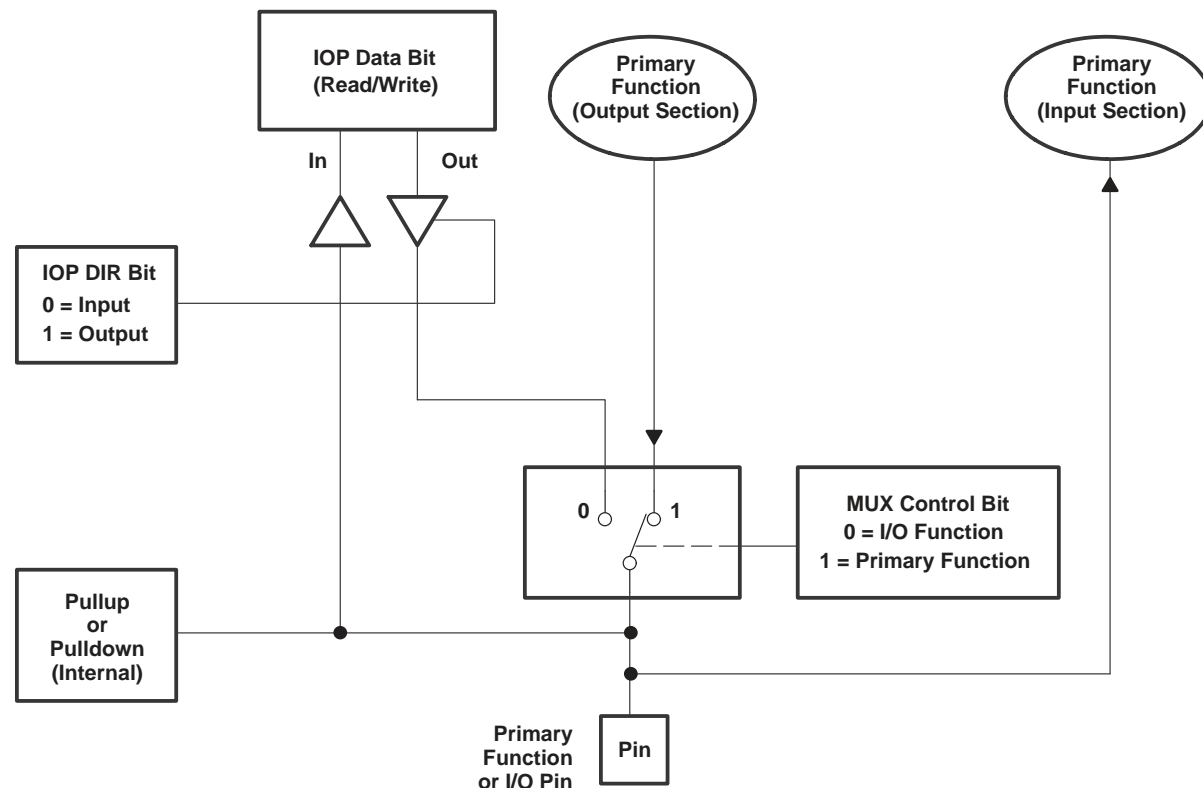 IOP Data Bit
(Read/Write)
Primary
Function
(Output Section)
Primary
Function
(Input Section)
In
Out
IOP DIR Bit
0 = Input
1 = Output
0
1
MUX Control Bit
0 = I/O Function
1 = Primary Function
Pullup
or
Pulldown
(Internal)
Primary
Function
or I/O Pin
Pin